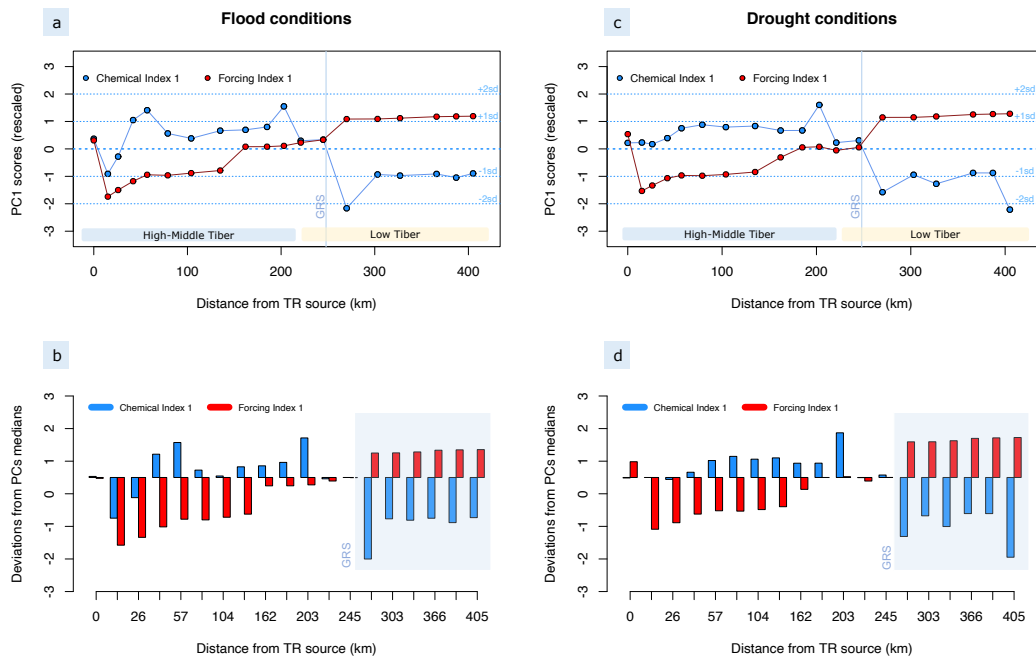 a
Flood conditions
PC1 scores (rescaled)
3
2
1
0
-1
-2
-3
Chemical Index 1
Forcing Index 1
+2sd
+1sd
-1sd
-2sd
GRS
High-Middle Tiber
Low Tiber
0 100 200 300 400
Distance from TR source (km)
c
Drought conditions
PC1 scores (rescaled)
3
2
1
0
-1
-2
-3
Chemical Index 1
Forcing Index 1
+2sd
+1sd
-1sd
-2sd
GRS
High-Middle Tiber
Low Tiber
0 100 200 300 400
Distance from TR source (km)
b
Deviations from PCs medians
3
2
1
0
-1
-2
-3
Chemical Index 1
Forcing Index 1
GRS
0 26 57 104 162 203 245 303 366 405
Distance from TR source (km)
d
Deviations from PCs medians
3
2
1
0
-1
-2
-3
Chemical Index 1
Forcing Index 1
GRS
0 26 57 104 162 203 245 303 366 405
Distance from TR source (km)